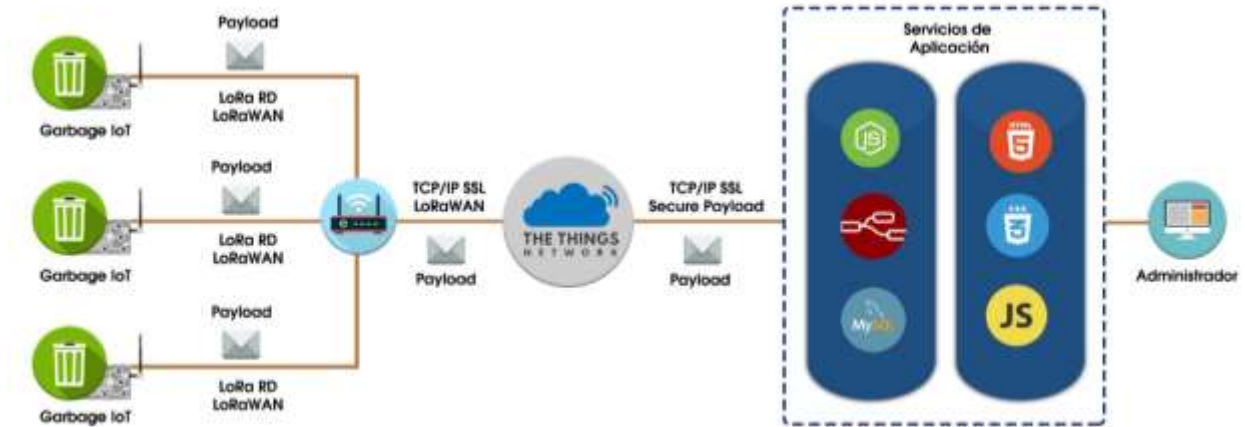 Payload
LoRa RD
LoRaWAN
Garbage IoT
Payload
LoRa RD
LoRaWAN
Garbage IoT
Payload
LoRa RD
LoRaWAN
Garbage IoT
TCP/IP SSL
LoRaWAN
Payload
THE THINGS
NETWORK
TCP/IP SSL
Secure Payload
Payload
Servicios de
Aplicación
JS
HTML
5
3
MySQL
JS
Administrador